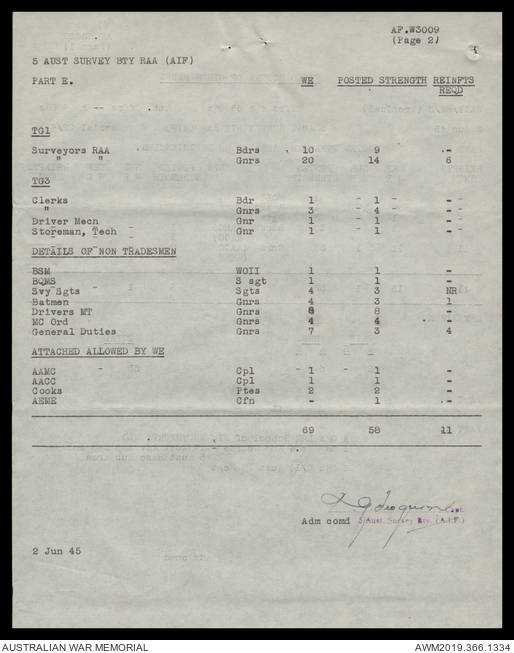 AF.W3009
(Page 2)
4
5 AUST SURVEY BTY RAA (AIF)
PART E. WE POSTED STRENGTH REINFTS
REQD
TG1
Surveyors RAA Bdrs 10 9 -
" " Gnrs 20 14 6
TG3
Clerks Bdr 1 1 -
" Gnrs 3 4 -
Driver Mecn Gnr 1 1 -
Storeman, Tech Gnr 1 1 -
DETAILS OF NON TRADESMEN
BSM WOII 1 1 -
BQMS S sgt 1 1 -
Svy Sgts Sgts 4 3 NR
Batmen Gnrs 4 3 1
Drivers MT Gnrs 8 8 -
MC Ord Gnrs 4 4 -
General Duties Gnrs 7 3 4
ATTACHED ALLOWED BY WE
AAMC Cpl 1 1 -
AACC Cpl 1 1 -
Cooks Ptes 2 2 -
AEME Cfn - 1 -
69 58 11
Adm comd 5 Aust. Survey Bty. (A.I.F.)
2 Jun 45
AUSTRALIAN WAR MEMORIAL AWM2019.366.1334